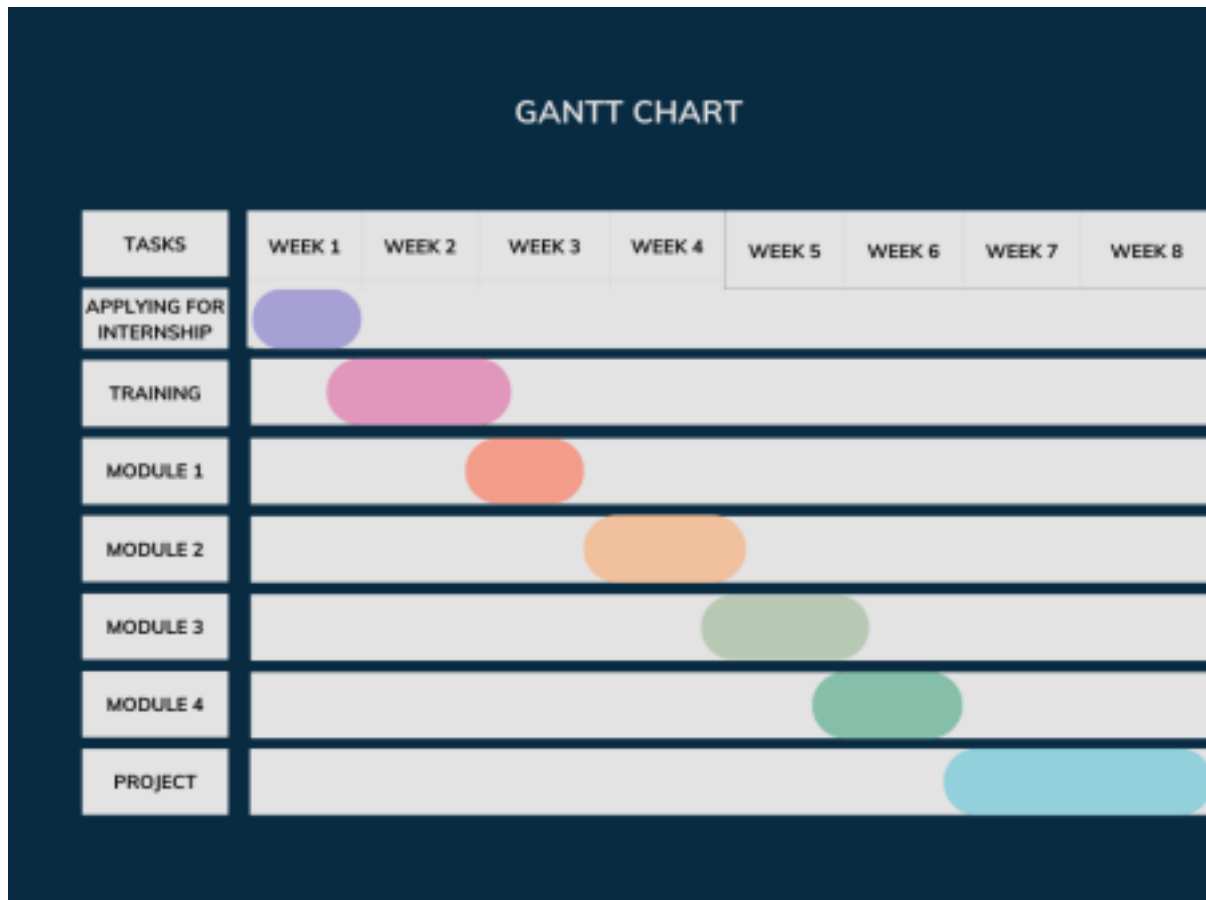 GANTT CHART
TASKS
WEEK 1
WEEK 2
WEEK 3
WEEK 4
WEEK 5
WEEK 6
WEEK 7
WEEK 8
APPLYING FOR
INTERNSHIP
TRAINING
MODULE 1
MODULE 2
MODULE 3
MODULE 4
PROJECT